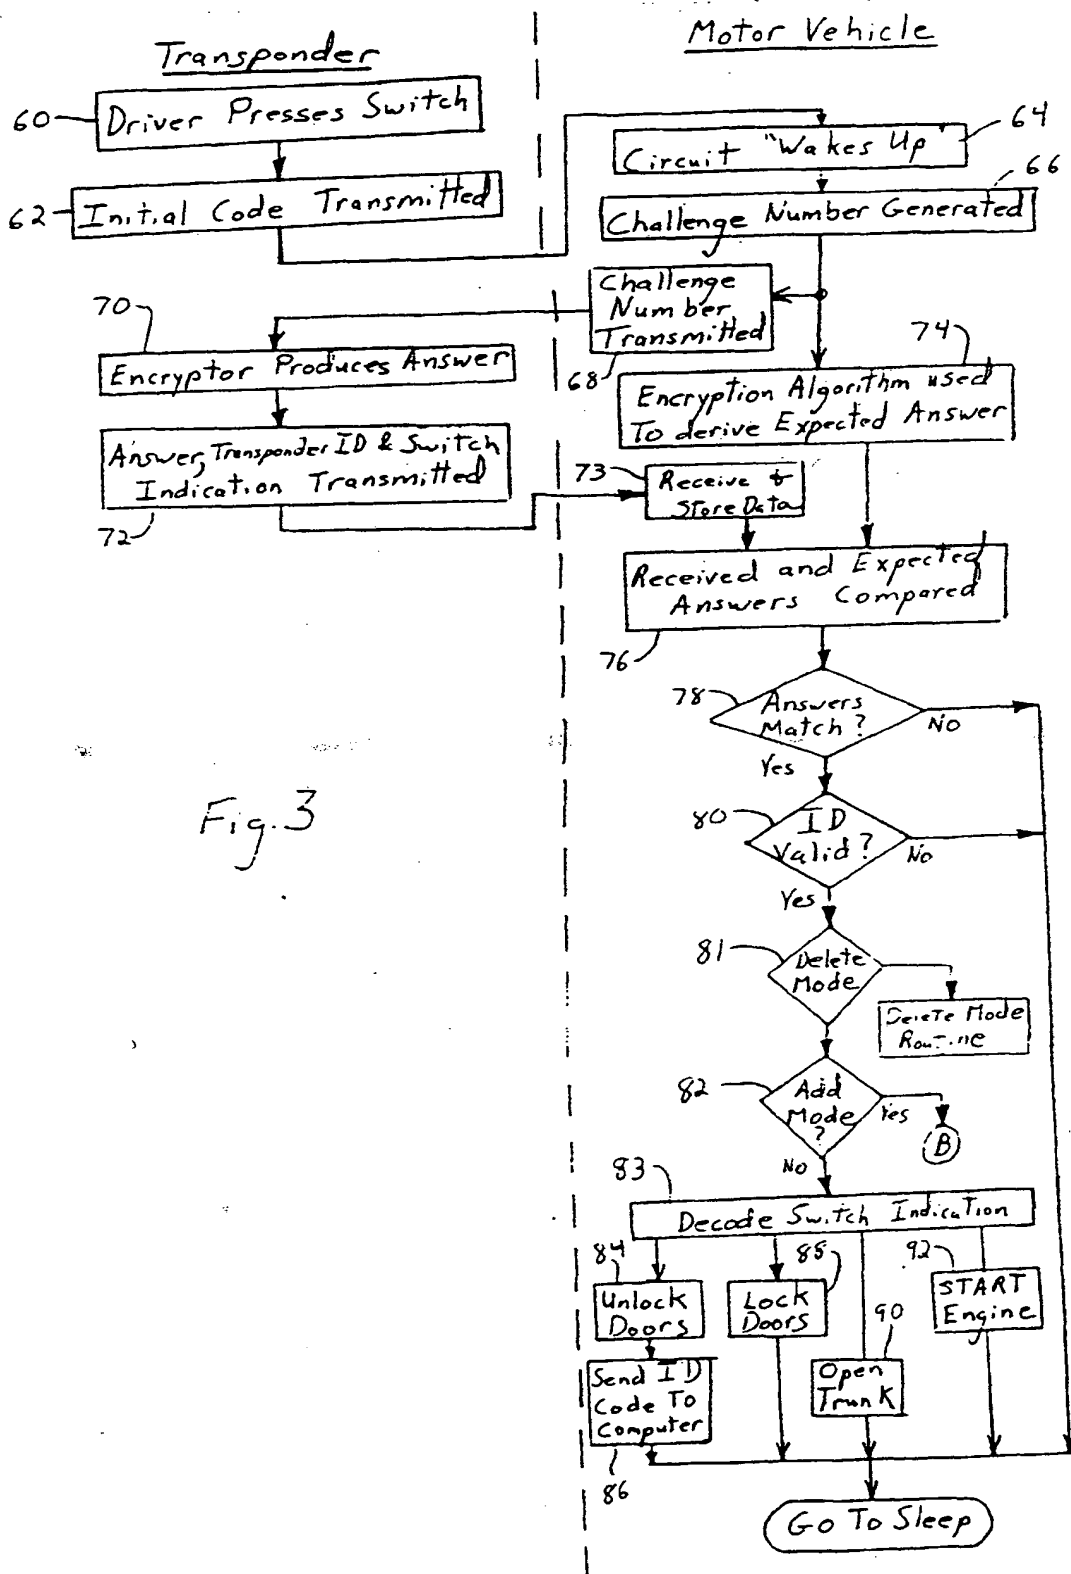 Transponder
Motor Vehicle
60
Driver Presses Switch
62
Initial Code Transmitted
64
Circuit "Wakes Up"
66
Challenge Number Generated
Challenge
Number
Transmitted
68
70
Encryptor Produces Answer
74
Encryption Algorithm used
To derive Expected Answer
Answer, Transponder ID & Switch
Indication Transmitted
72
73
Receive &
Store Data
Received and Expected
Answers Compared
76
78
Answers
Match?
No
Yes
80
ID
Valid?
No
Yes
Fig. 3
81
Delete
Mode
Delete Mode
Routine
82
Add
Mode
?
Yes
B
No
83
Decode Switch Indication
84
Unlock
Doors
88
Lock
Doors
90
Open
Trunk
92
START
Engine
Send ID
Code To
Computer
86
Go To Sleep